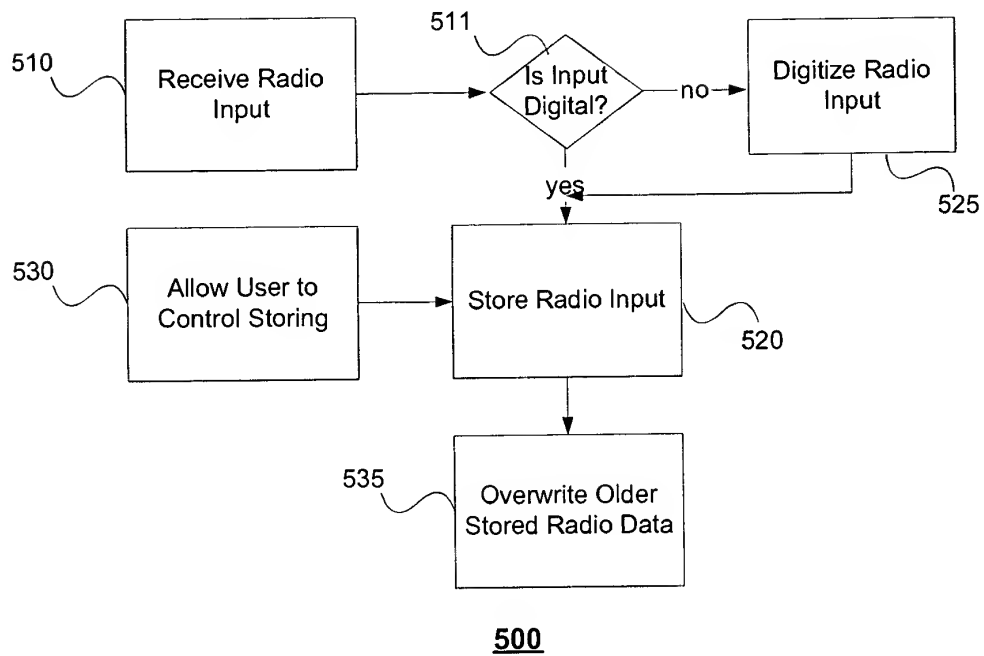 511
510
Receive Radio
Input
Is Input
Digital?
no
Digitize Radio
Input
yes
525
530
Allow User to
Control Storing
Store Radio Input
520
535
Overwrite Older
Stored Radio Data
500